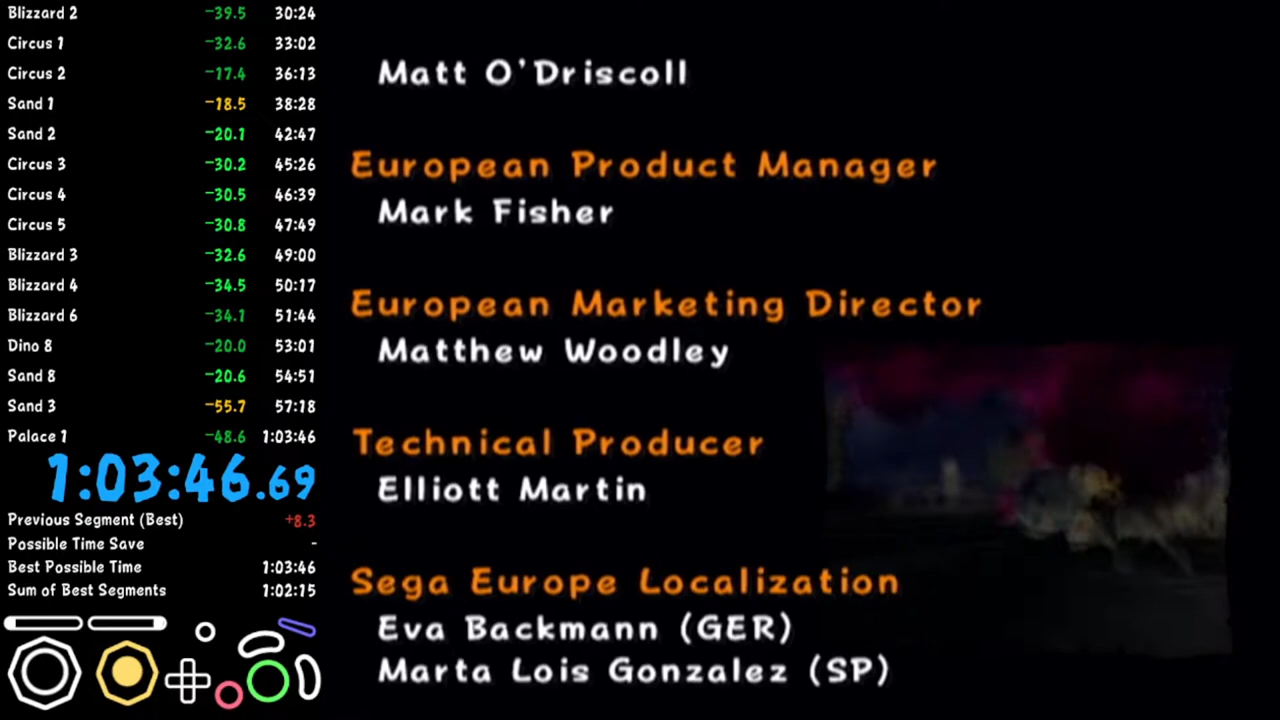 Blizzard 2 −39.5 30:24
Circus 1 −32.6 33:02
Circus 2 −17.4 36:13
Sand 1 −18.5 38:28
Sand 2 −20.1 42:47
Circus 3 −30.2 45:26
Circus 4 −30.5 46:39
Circus 5 −30.8 47:49
Blizzard 3 −32.6 49:00
Blizzard 4 −34.5 50:17
Blizzard 6 −34.1 51:44
Dino 8 −20.0 53:01
Sand 8 −20.6 54:51
Sand 3 −55.7 57:18
Palace 1 −48.6 1:03:46
1:03:46.69
Previous Segment (Best) +8.3
Possible Time Save -
Best Possible Time 1:03:46
Sum of Best Segments 1:02:15
Matt O'Driscoll
European Product Manager
Mark Fisher
European Marketing Director
Matthew Woodley
Technical Producer
Elliott Martin
Sega Europe Localization
Eva Backmann (GER)
Marta Lois Gonzalez (SP)